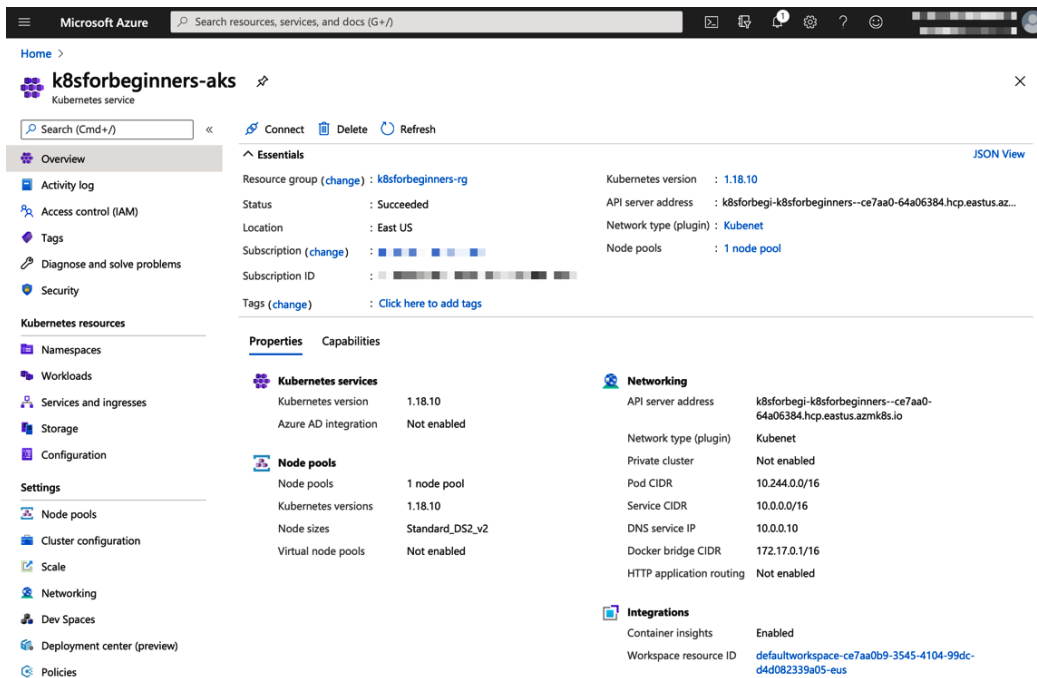 Microsoft Azure
Search resources, services, and docs (G+/)
1
Home >
k8sforbeginners-aks
Kubernetes service
Search (Cmd+/)
«
Connect Delete Refresh
Overview
Activity log
Access control (IAM)
Tags
Diagnose and solve problems
Security
Kubernetes resources
Namespaces
Workloads
Services and ingresses
Storage
Configuration
Settings
Node pools
Cluster configuration
Scale
Networking
Dev Spaces
Deployment center (preview)
Policies
Essentials
JSON View
Resource group (change) : k8sforbeginners-rg
Status : Succeeded
Location : East US
Subscription (change) :
Subscription ID :
Tags (change) : Click here to add tags
Kubernetes version : 1.18.10
API server address : k8sforbegi-k8sforbeginners--ce7aa0-64a06384.hcp.eastus.az...
Network type (plugin) : Kubenet
Node pools : 1 node pool
Properties Capabilities
Kubernetes services
Kubernetes version 1.18.10
Azure AD integration Not enabled
Node pools
Node pools 1 node pool
Kubernetes versions 1.18.10
Node sizes Standard_DS2_v2
Virtual node pools Not enabled
Networking
API server address k8sforbegi-k8sforbeginners--ce7aa0-
64a06384.hcp.eastus.azmk8s.io
Network type (plugin) Kubenet
Private cluster Not enabled
Pod CIDR 10.244.0.0/16
Service CIDR 10.0.0.0/16
DNS service IP 10.0.0.10
Docker bridge CIDR 172.17.0.1/16
HTTP application routing Not enabled
Integrations
Container insights Enabled
Workspace resource ID defaultworkspace-ce7aa0b9-3545-4104-99dc-
d4d082339a05-eus